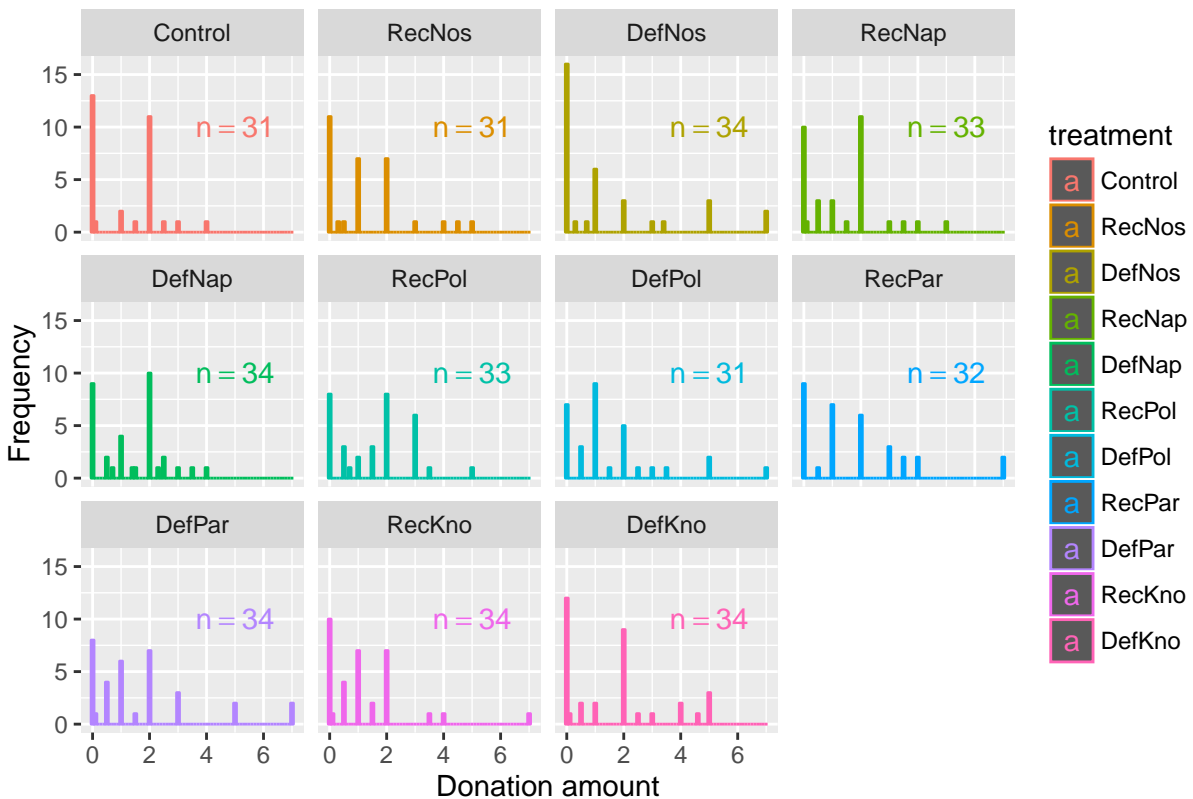 Control
RecNos
DefNos
RecNap
n = 31
n = 31
n = 34
n = 33
15
10
5
0
DefNap
RecPol
DefPol
RecPar
n = 34
n = 33
n = 31
n = 32
15
10
5
0
DefPar
RecKno
DefKno
n = 34
n = 34
n = 34
15
10
5
0
0 2 4 6
0 2 4 6
0 2 4 6
Frequency
Donation amount
treatment
a Control
a RecNos
a DefNos
a RecNap
a DefNap
a RecPol
a DefPol
a RecPar
a DefPar
a RecKno
a DefKno